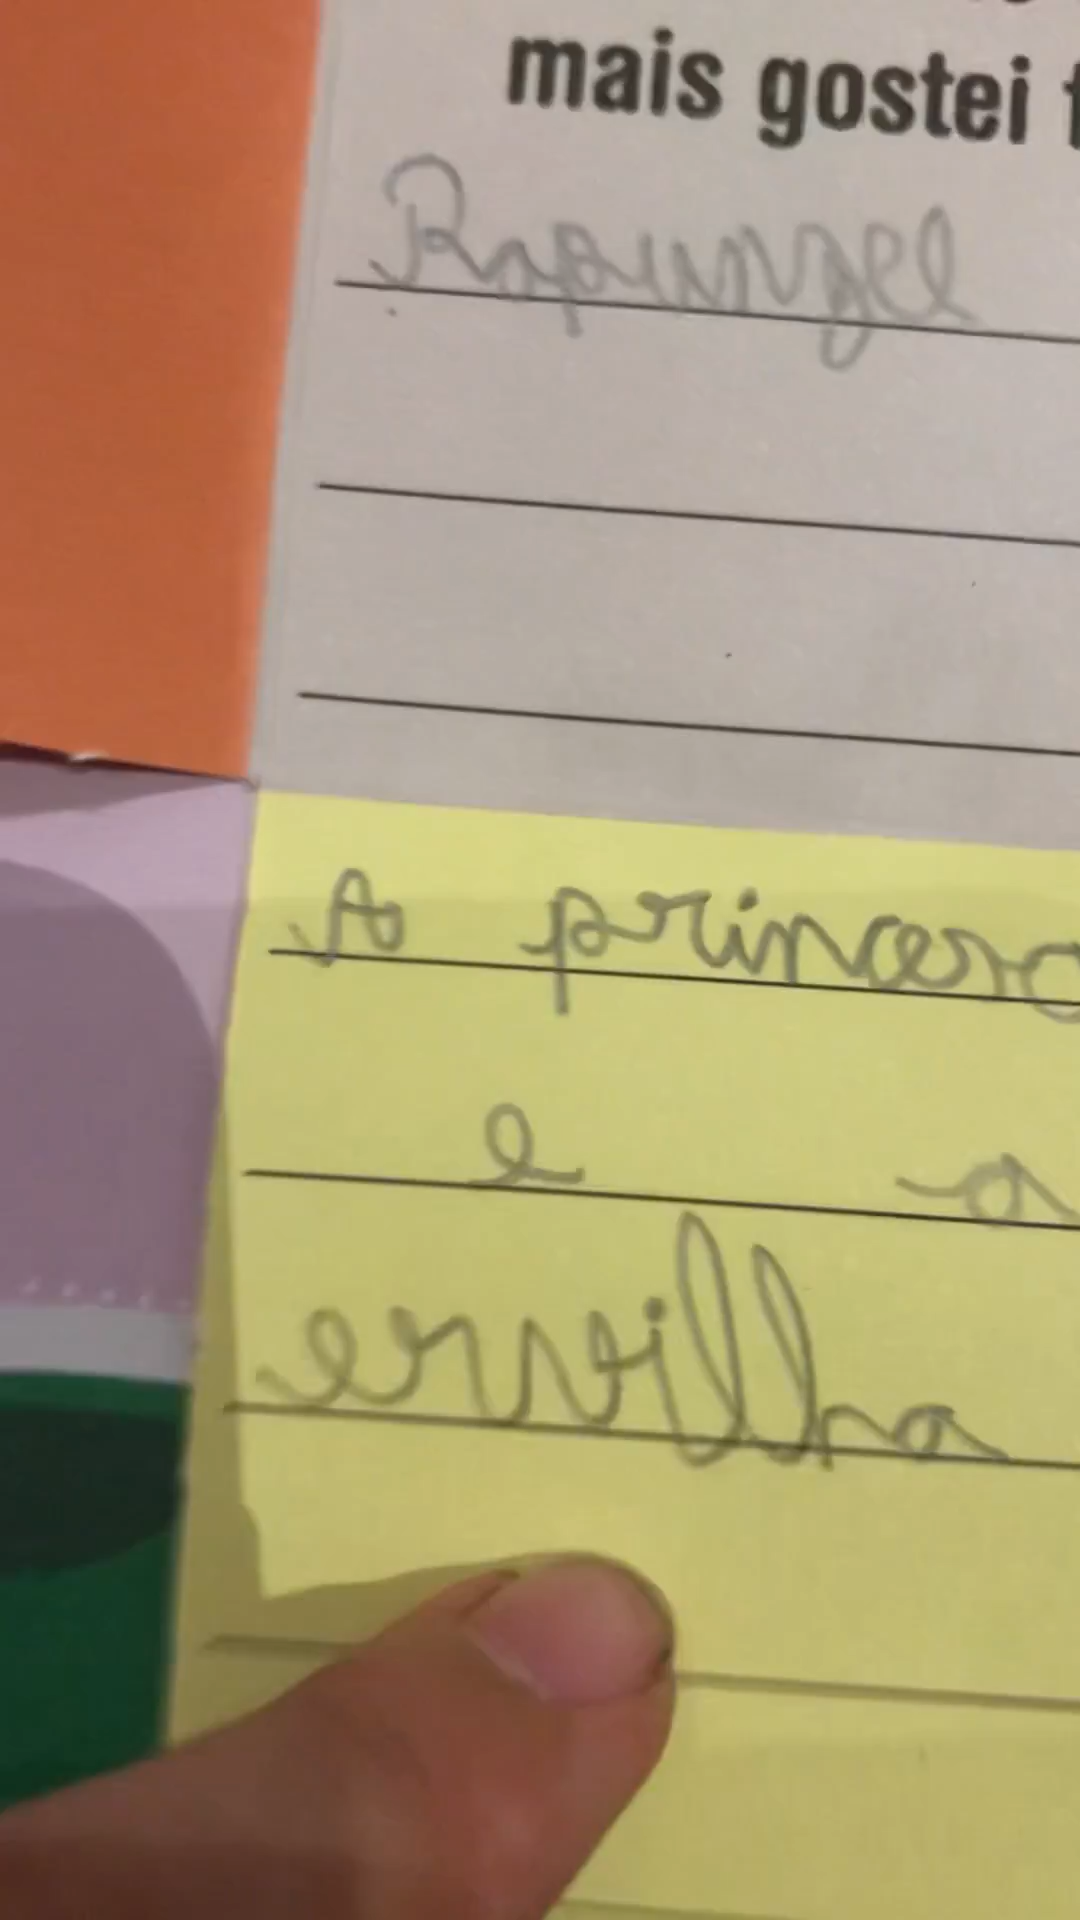 mais gostei f
Rapunzel
A princesa
e a
ervilha